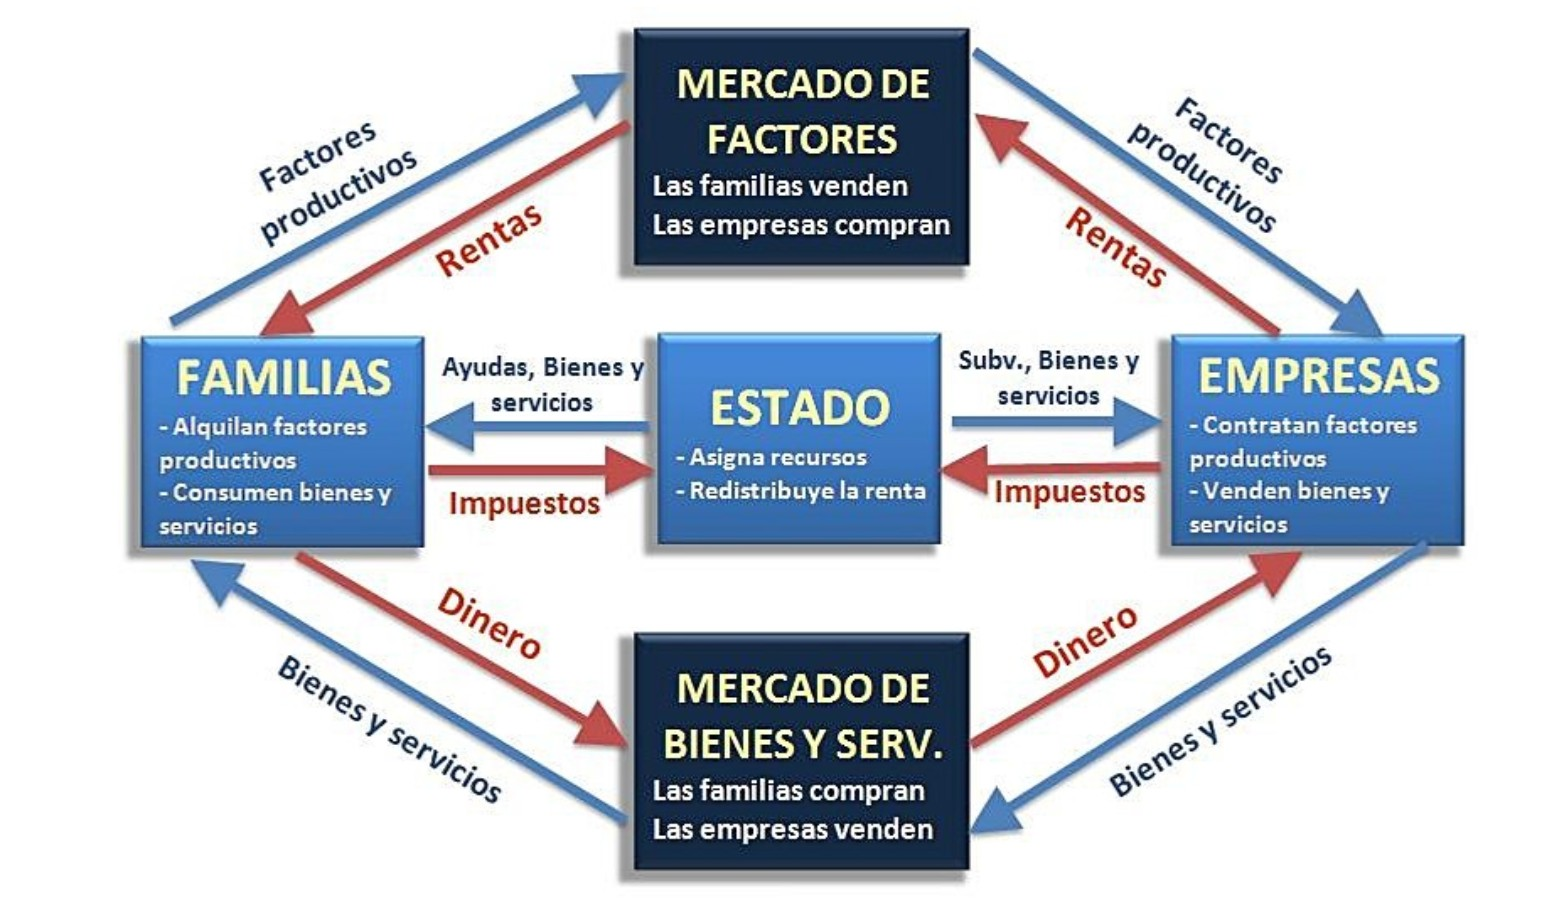 MERCADO DE
FACTORES
Las familias venden
Las empresas compran
Factores
productivos
Rentas
Factores
productivos
Rentas
FAMILIAS
- Alquilan factores
productivos
- Consumen bienes y
servicios
Ayudas, Bienes y
servicios
Impuestos
ESTADO
- Asigna recursos
- Redistribuye la renta
Subv., Bienes y
servicios
Impuestos
EMPRESAS
- Contratan factores
productivos
- Venden bienes y
servicios
Dinero
Bienes y servicios
Dinero
Bienes y servicios
MERCADO DE
BIENES Y SERV.
Las familias compran
Las empresas venden